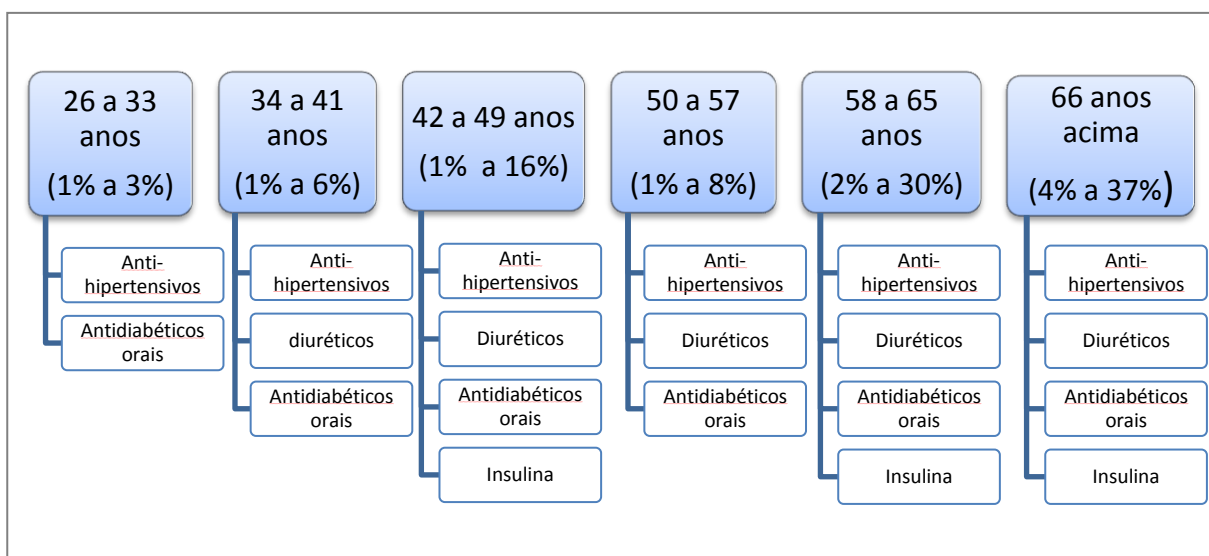 26 a 33
anos
(1% a 3%)
Anti-
hipertensivos
Antidiabéticos
orais
34 a 41
anos
(1% a 6%)
Anti-
hipertensivos
diuréticos
Antidiabéticos
orais
42 a 49 anos
(1% a 16%)
Anti-
hipertensivos
Diuréticos
Antidiabéticos
orais
Insulina
50 a 57
anos
(1% a 8%)
Anti-
hipertensivos
Diuréticos
Antidiabéticos
orais
58 a 65
anos
(2% a 30%)
Anti-
hipertensivos
Diuréticos
Antidiabéticos
orais
Insulina
66 anos
acima
(4% a 37%)
Anti-
hipertensivos
Diuréticos
Antidiabéticos
orais
Insulina